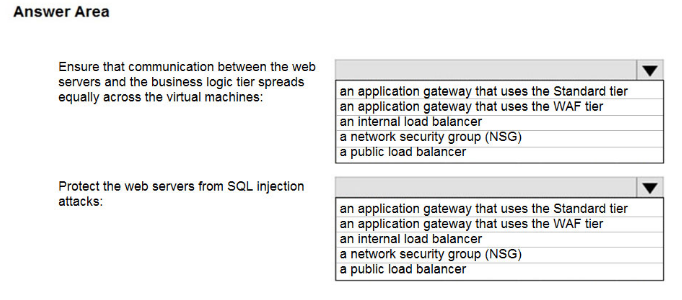 Answer Area
Ensure that communication between the web
servers and the business logic tier spreads
equally across the virtual machines:
an application gateway that uses the Standard tier
an application gateway that uses the WAF tier
an internal load balancer
a network security group (NSG)
a public load balancer
Protect the web servers from SQL injection
attacks:
an application gateway that uses the Standard tier
an application gateway that uses the WAF tier
an internal load balancer
a network security group (NSG)
a public load balancer